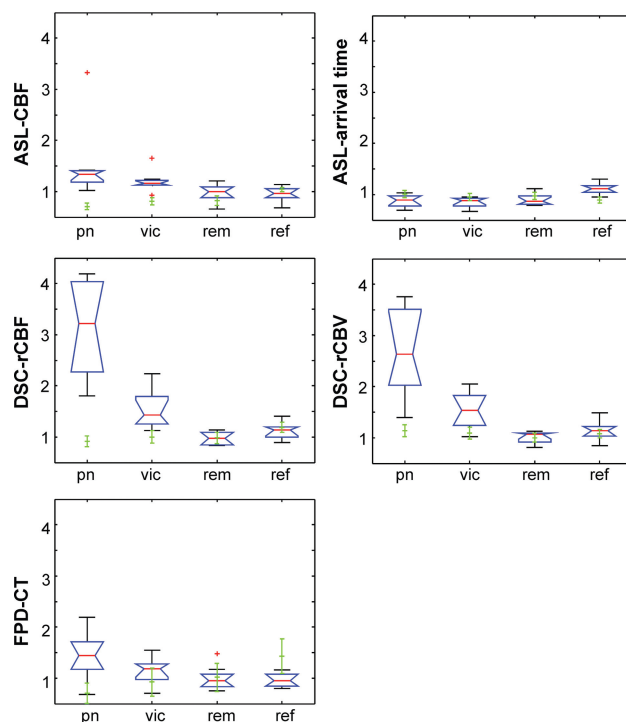 ASL-CBF
4
3
2
1
pn vic rem ref
ASL-arrival time
4
3
2
1
pn vic rem ref
DSC-rCBF
4
3
2
1
pn vic rem ref
DSC-rCBV
4
3
2
1
pn vic rem ref
FPD-CT
4
3
2
1
pn vic rem ref